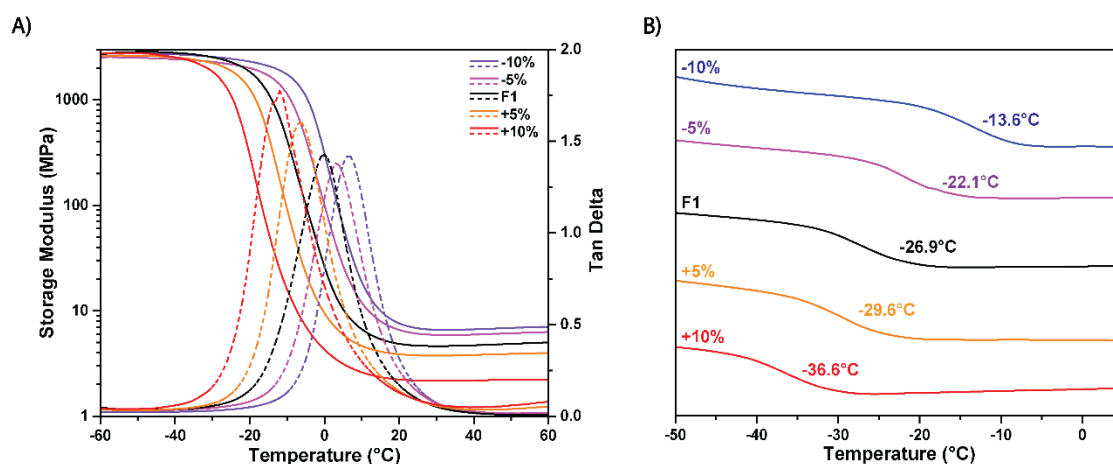 A)
Storage Modulus (MPa)
1000
100
10
1
2.0
1.5
1.0
0.5
0.0
Tan Delta
-10%
-5%
F1
+5%
+10%
-60 -40 -20 0 20 40 60
Temperature (°C)
B)
-10%
-13.6°C
-5%
-22.1°C
F1
-26.9°C
+5%
-29.6°C
+10%
-36.6°C
-50 -40 -30 -20 -10 0
Temperature (°C)